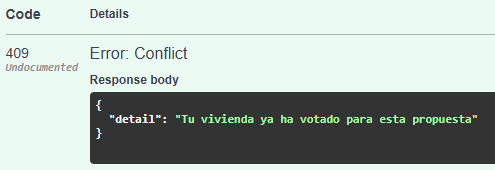 Code Details
409 Error: Conflict
Undocumented
Response body
{
"detail": "Tu vivienda ya ha votado para esta propuesta"
}